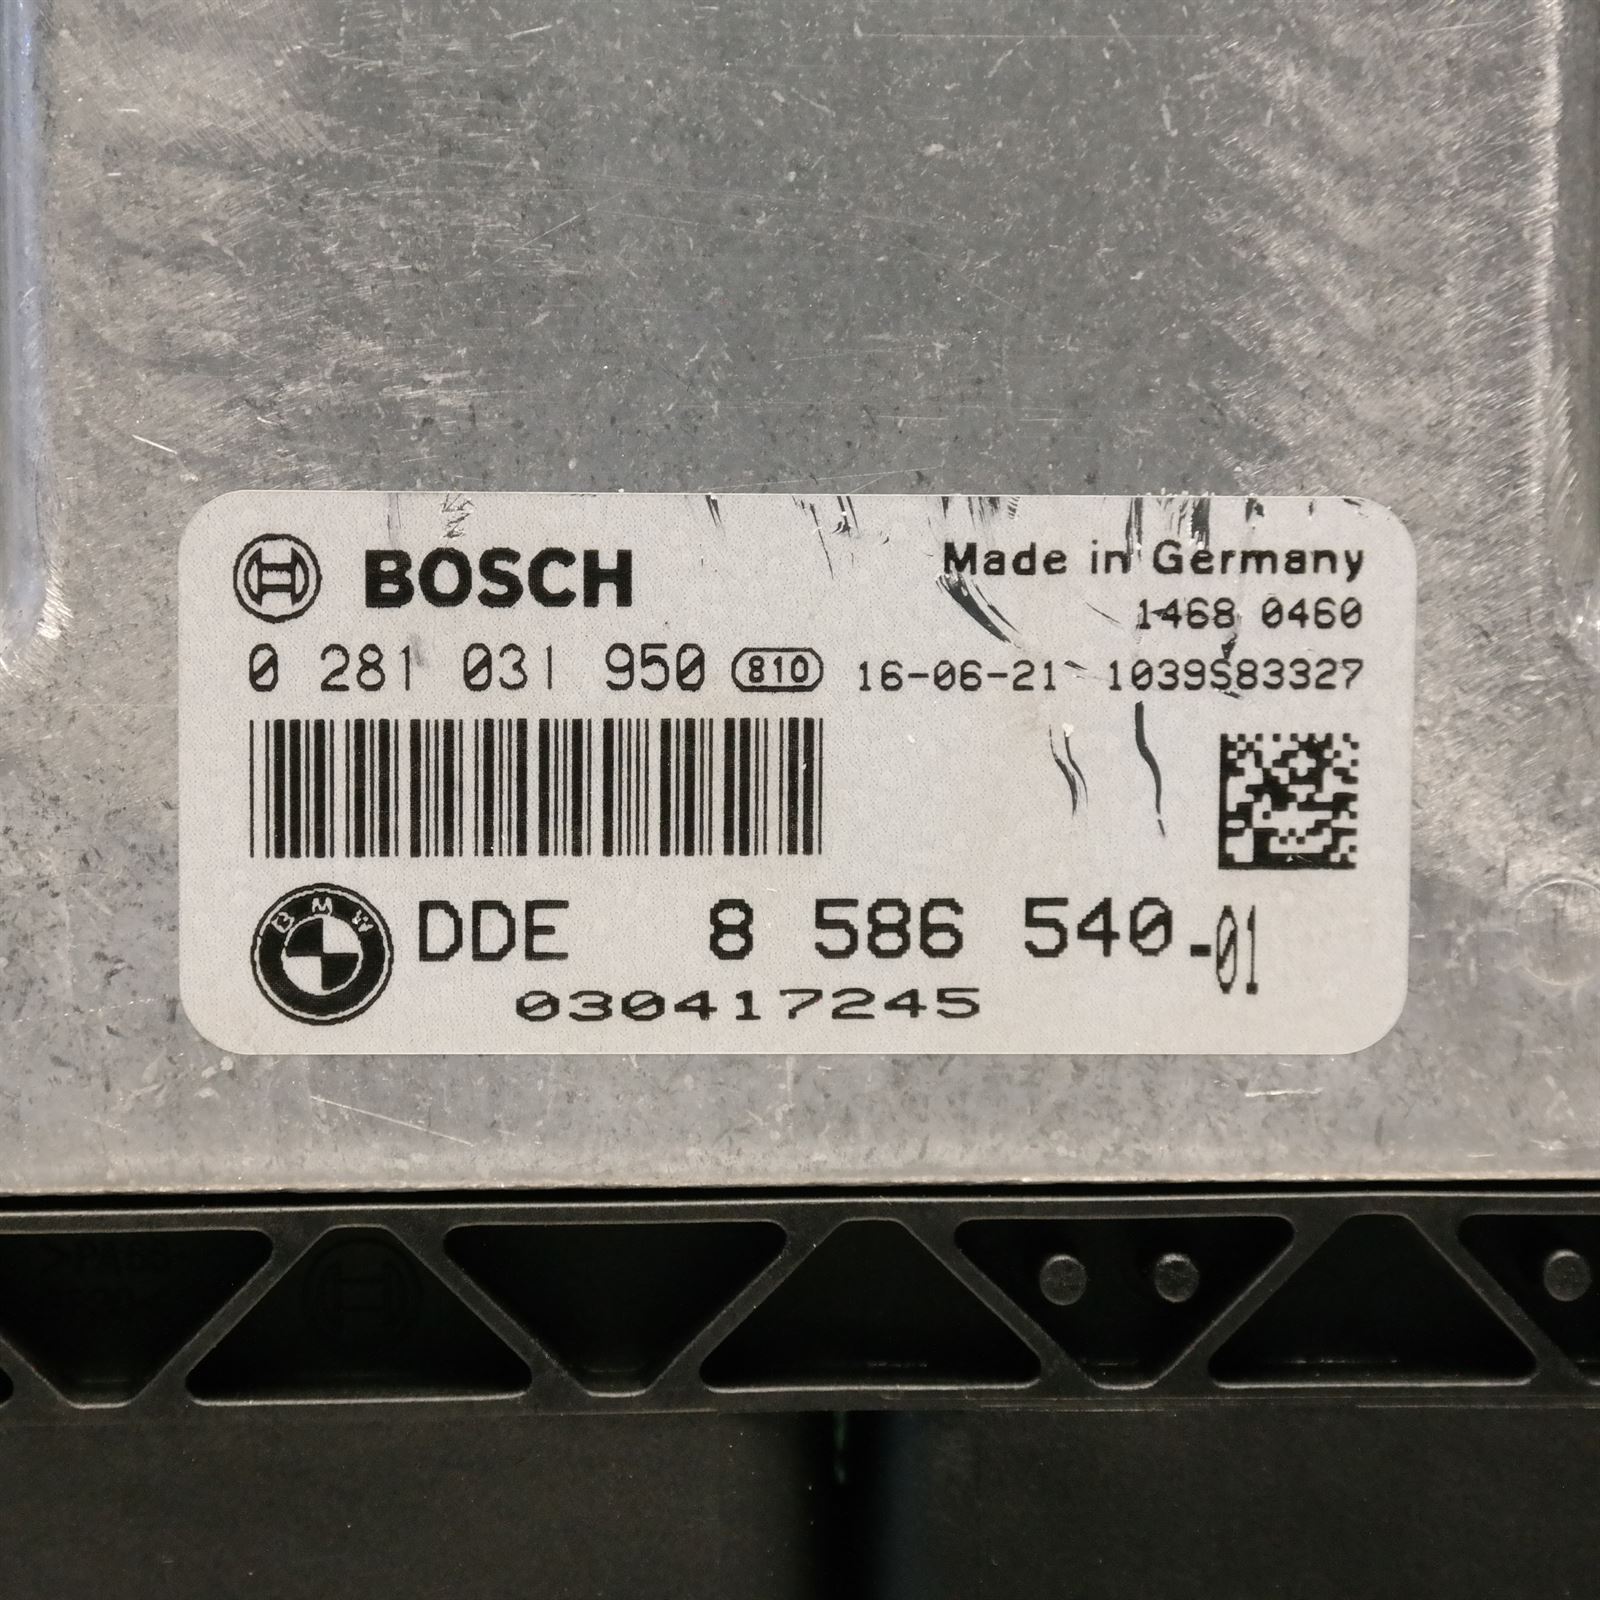 BOSCH
Made in Germany
1468 0460
0 281 031 950 810 16-06-21 1039S83327
BMW DDE 8 586 540-01
030417245